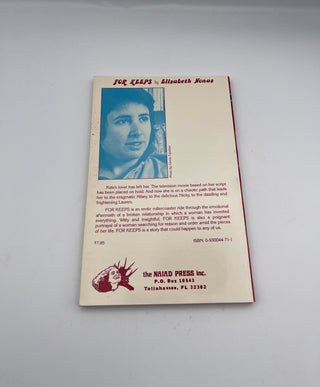 FOR KEEPS by Elisabeth Nonas
Kate's lover has left her. The television movie based on her script
has been placed on hold. And now she is on a chaotic path that leads
her to the enigmatic Hilary, to the delicious Nicky, to the dazzling and
frightening Lauren.
FOR KEEPS is an erotic rollercoaster ride through the emotional
aftermath of a broken relationship in which a woman has invested
everything. Witty and insightful, FOR KEEPS is also a poignant
portrayal of a woman searching for reason and order amid the pieces
of her life. FOR KEEPS is a story that could happen to any of us.
$7.95
ISBN: 0-930044-71-1
the NAIAD PRESS inc.
P.O. Box 10543
Tallahassee, FL 32302